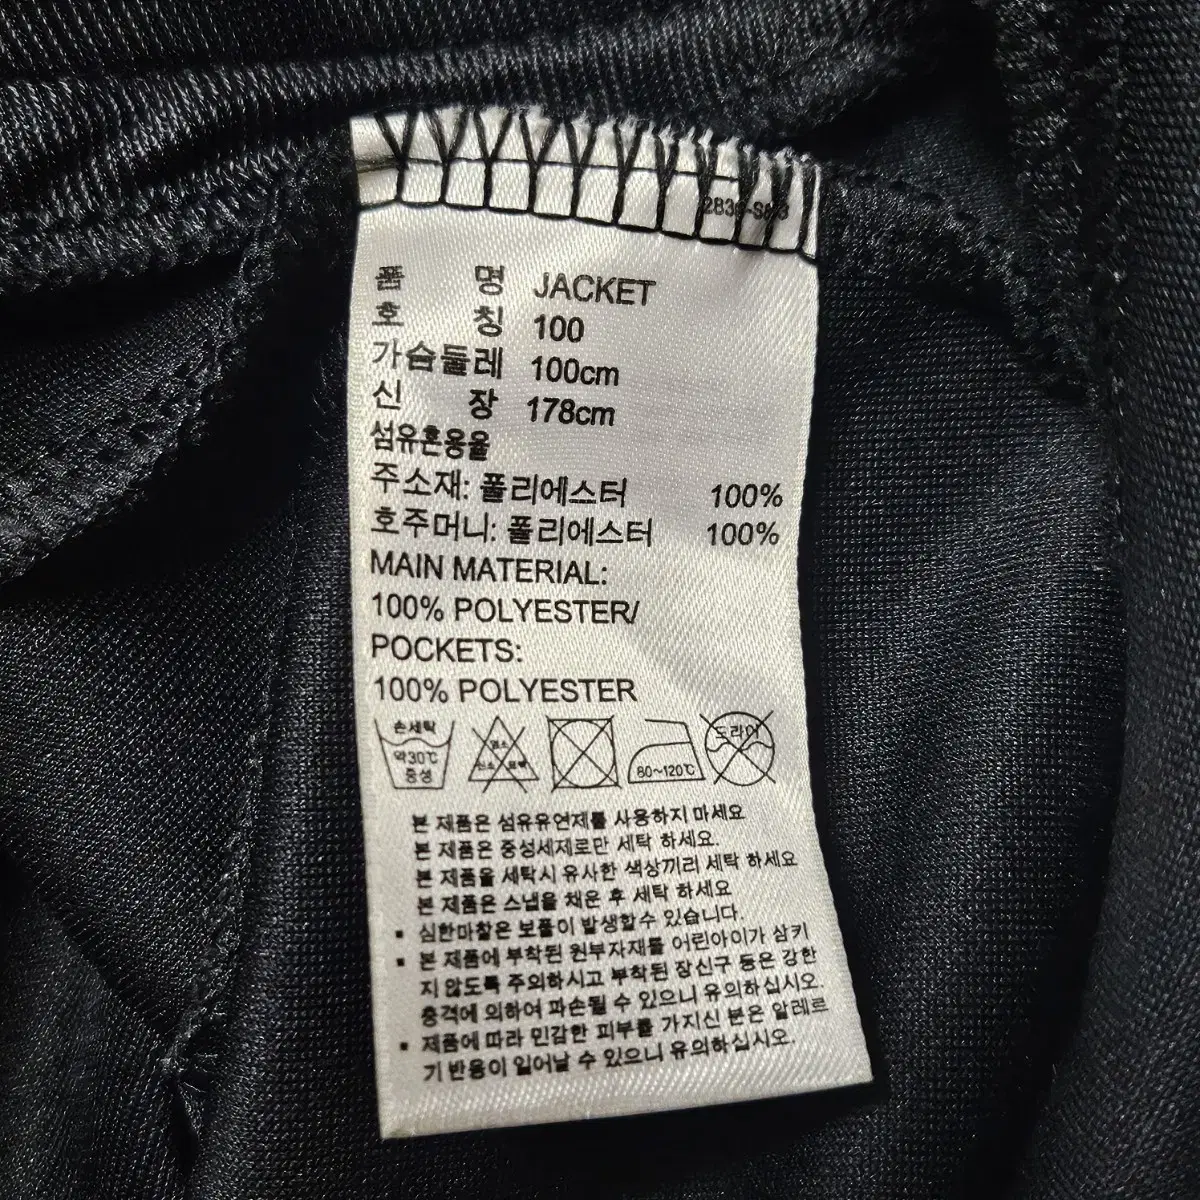 품 명 JACKET
호 칭 100
가슴둘레 100cm
신 장 178cm
섬유혼용율
주소재: 폴리에스터 100%
호주머니: 폴리에스터 100%
MAIN MATERIAL:
100% POLYESTER/
POCKETS:
100% POLYESTER
손세탁
약30℃
중성
80~120℃
드라이
본 제품은 섬유유연제를 사용하지 마세요
본 제품은 중성세제로만 세탁 하세요.
본 제품을 세탁시 유사한 색상끼리 세탁 하세요
본 제품은 스냅을 채운 후 세탁 하세요
▪ 심한마찰은 보풀이 발생할수 있습니다.
▪ 본 제품에 부착된 원부자재를 어린아이가 삼키
지 않도록 주의하시고 부착된 장신구 등은 강한
충격에 의하여 파손될 수 있으니 유의하십시오.
▪ 제품에 따라 민감한 피부를 가지신 분은 알레르
기 반응이 일어날 수 있으니 유의하십시오.